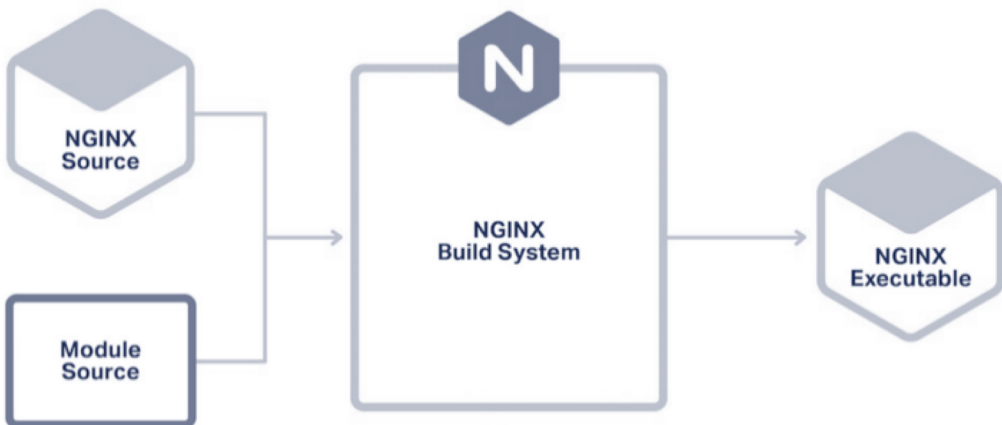 NGINX
Source
Module
Source
N
NGINX
Build System
NGINX
Executable